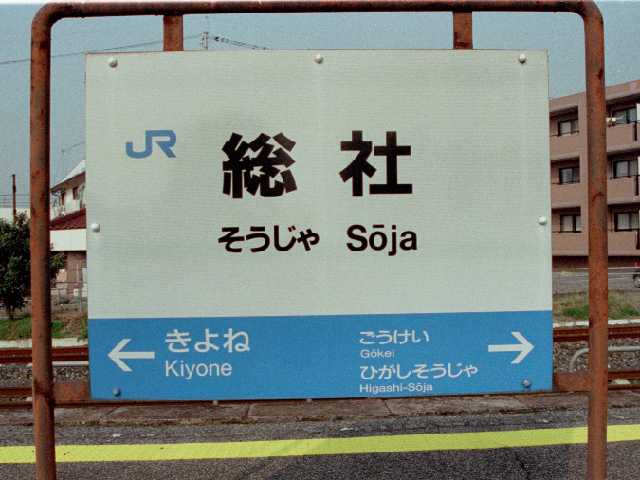 JR
総社
そうじゃ Sōja
← きよね
Kiyone
ごうけい →
Gōkei
ひがしそうじゃ
Higashi-Sōja